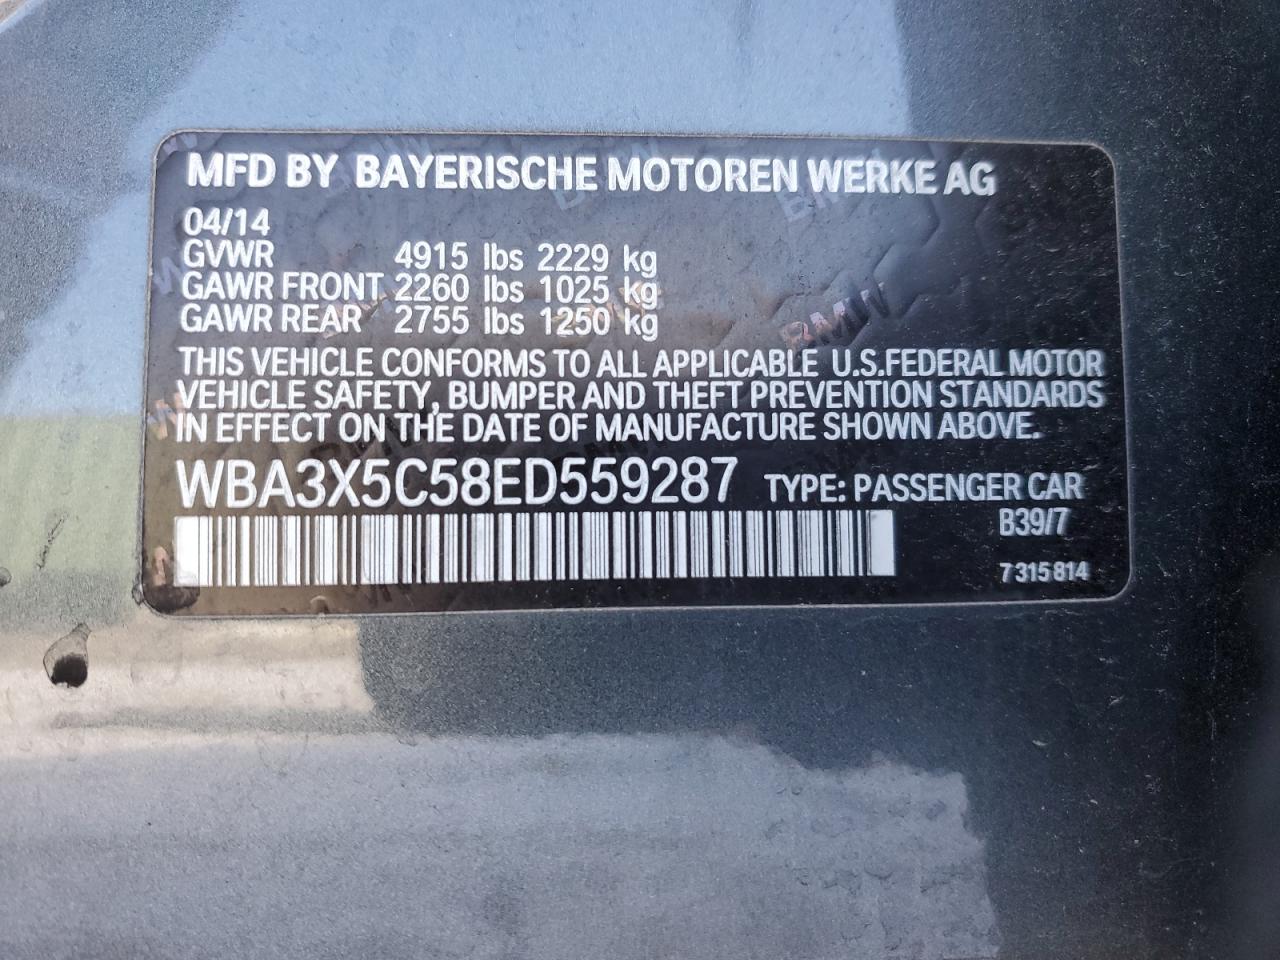 MFD BY BAYERISCHE MOTOREN WERKE AG
04/14
GVWR 4915 lbs 2229 kg
GAWR FRONT 2260 lbs 1025 kg
GAWR REAR 2755 lbs 1250 kg
THIS VEHICLE CONFORMS TO ALL APPLICABLE U.S.FEDERAL MOTOR
VEHICLE SAFETY, BUMPER AND THEFT PREVENTION STANDARDS
IN EFFECT ON THE DATE OF MANUFACTURE SHOWN ABOVE.
WBA3X5C58ED559287 TYPE: PASSENGER CAR
B39/7
7 315 814